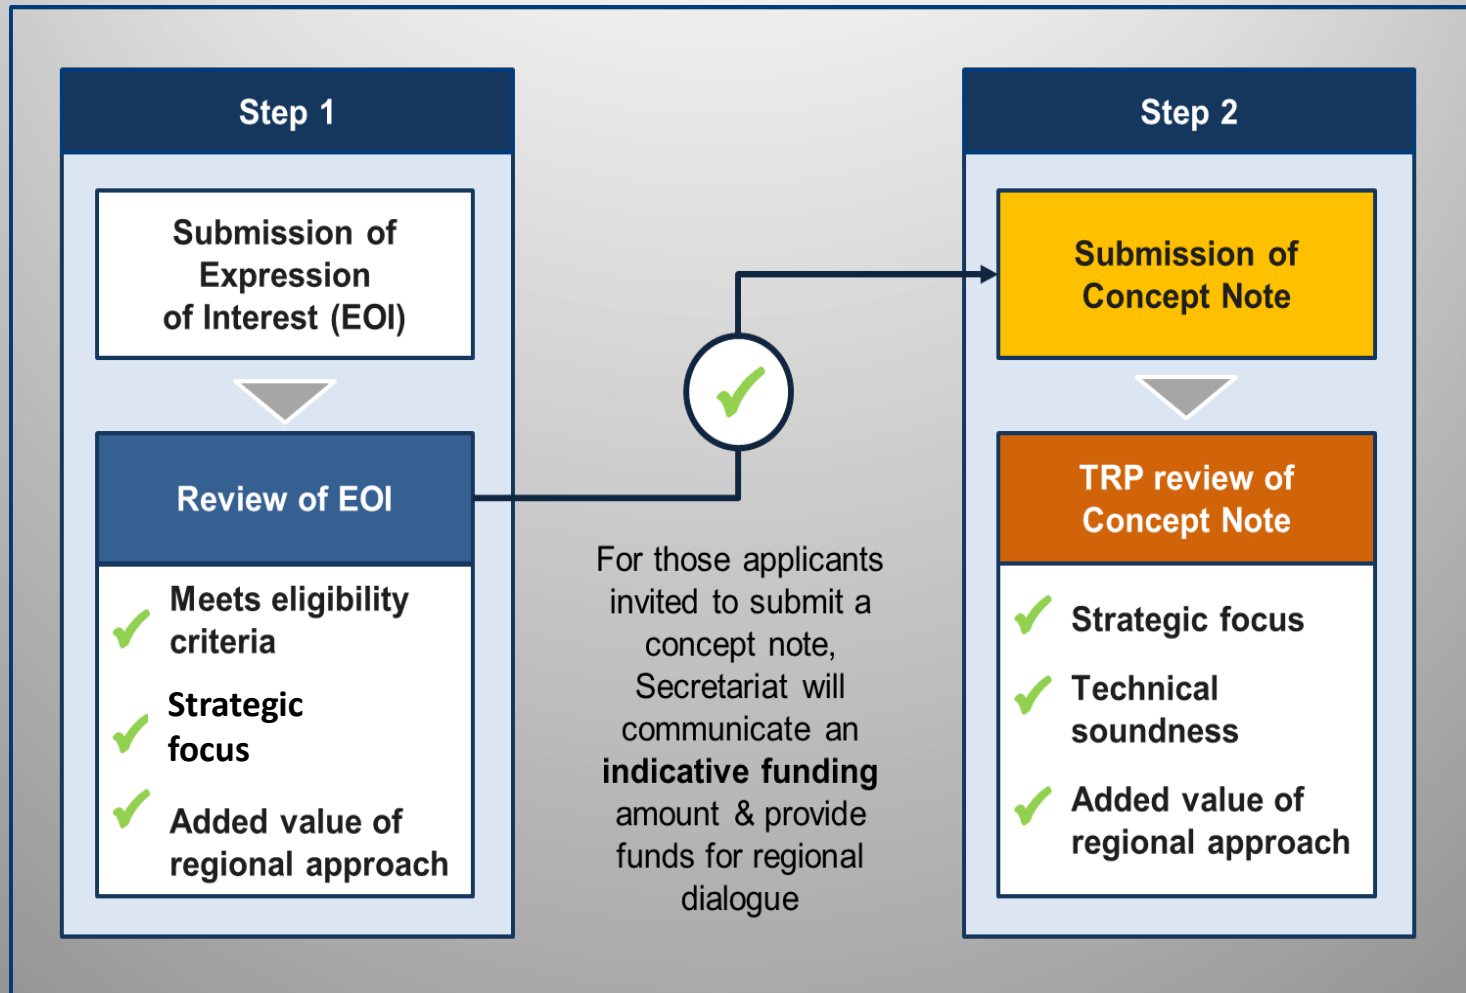 Step 1
Submission of
Expression
of Interest (EOI)
Review of EOI
Meets eligibility
criteria
Strategic
focus
Added value of
regional approach
For those applicants
invited to submit a
concept note,
Secretariat will
communicate an
indicative funding
amount & provide
funds for regional
dialogue
Step 2
Submission of
Concept Note
TRP review of
Concept Note
Strategic focus
Technical
soundness
Added value of
regional approach